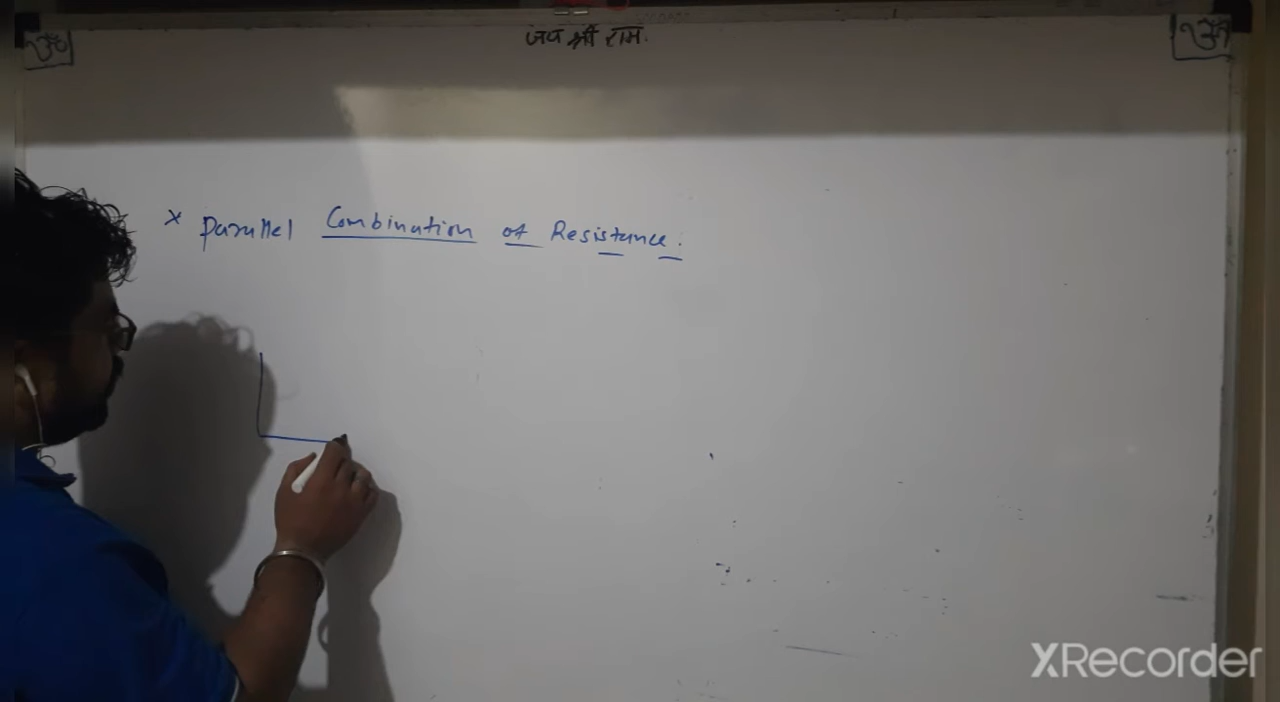 ॐ जय श्री राम. ॐ
× Parallel Combination of Resistance.
XRecorder